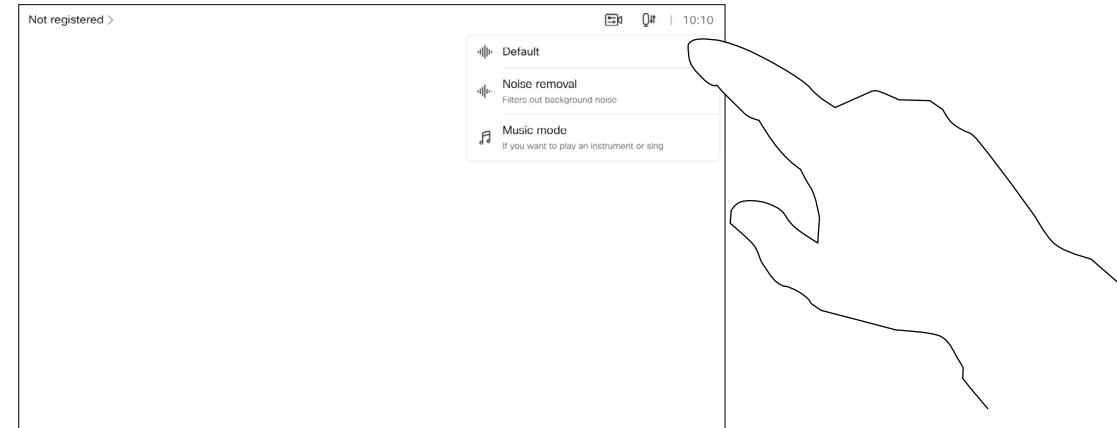 Not registered >
| 10:10
Default
Noise removal
Filters out background noise
Music mode
If you want to play an instrument or sing